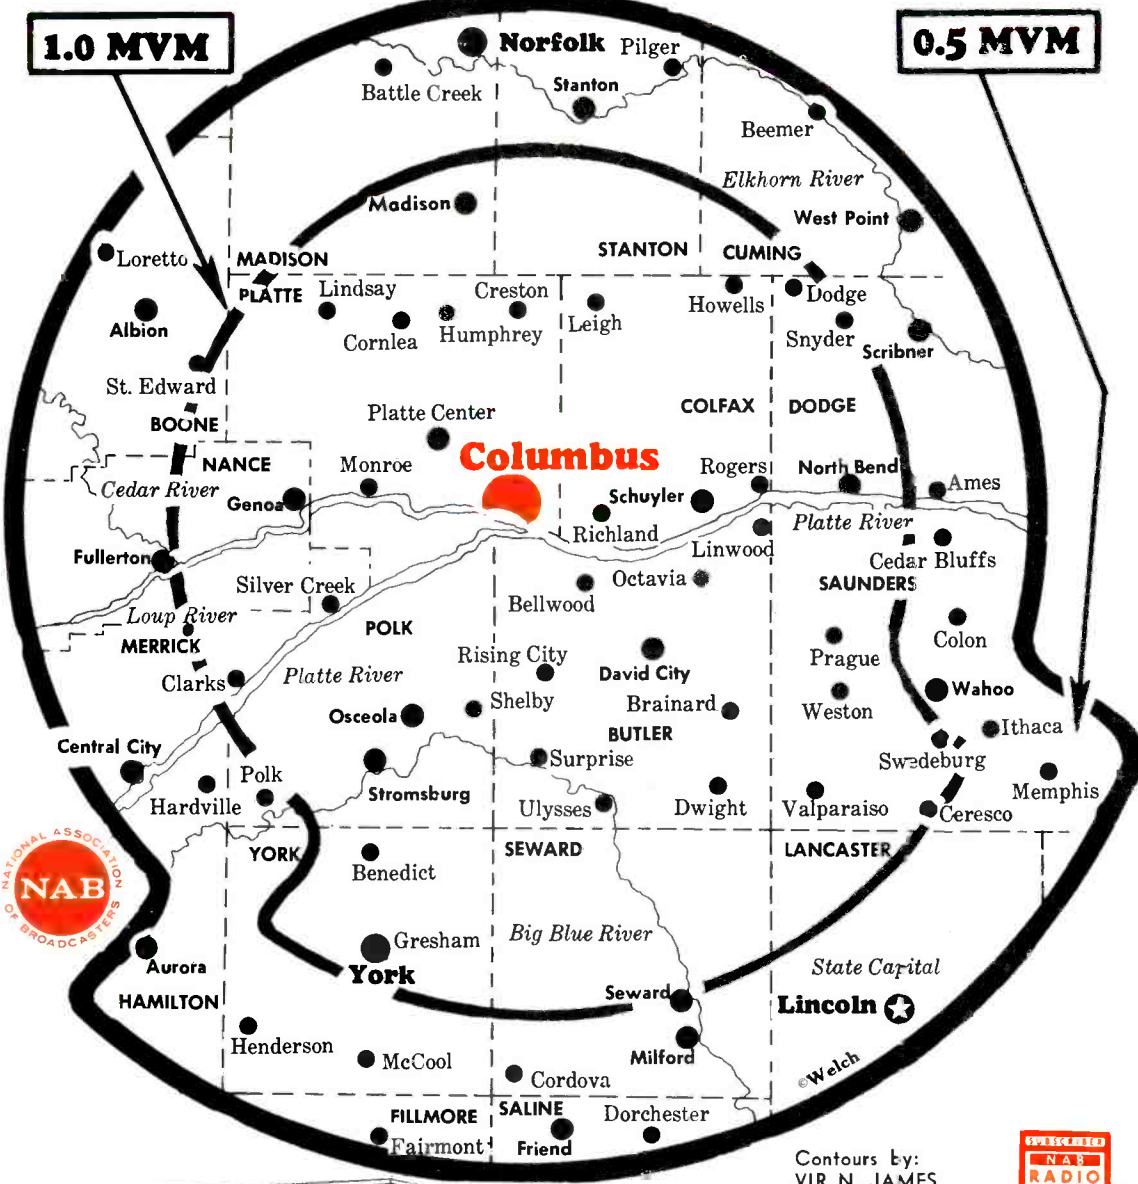 1.0 MVM
0.5 MVM
Norfolk
Pilger
Battle Creek
Stanton
Beemer
Elkhorn River
Madison
West Point
Loretto
MADISON
STANTON
CUMING
PLATTE
Lindsay
Creston
Howells
Dodge
Albion
Cornlea
Humphrey
Leigh
Snyder
Scribner
St. Edward
BOONE
Platte Center
COLFAX
DODGE
Columbus
NANCE
Monroe
Rogers
North Bend
Ames
Cedar River
Genoa
Schuyler
Richland
Platte River
Linwood
Fullerton
Cedar Bluffs
Silver Creek
Octavia
SAUNDERS
Bellwood
Loup River
MERRICK
POLK
Colon
Prague
Rising City
David City
Clarks
Platte River
Shelby
Brainard
Weston
Wahoo
Osceola
BUTLER
Ithaca
Central City
Surprise
Swedeburg
Polk
Hardville
Stromsburg
Ulysses
Dwight
Valparaiso
Ceresco
Memphis
YORK
SEWARD
LANCASTER
Benedict
NATIONAL ASSOCIATION
NAB
OF BROADCASTERS
Gresham
Big Blue River
York
Aurora
State Capital
HAMILTON
Seward
Lincoln
Henderson
McCool
Milford
Cordova
©Welch
FILLMORE
SALINE
Dorchester
Fairmont
Friend
Contours by:
VIR N. JAMES
SUBSCRIBER
NAB
RADIO